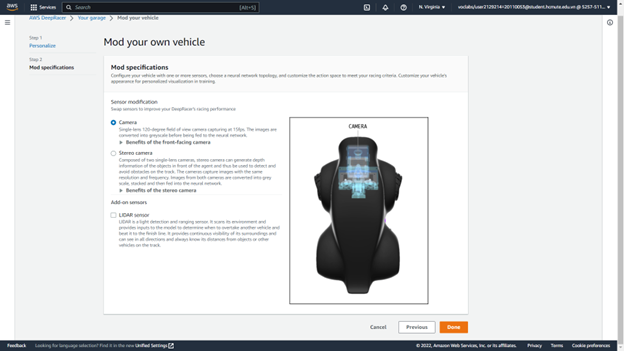 aws
Services
Search
[Alt+S]
N. Virginia
AWS DeepRacer
Your garage
Mod your vehicle
Step 1
Personalize
Step 2
Mod specifications
Mod your own vehicle
Mod specifications
Configure your vehicle with one or more sensors, choose a neural network topology, and customize the action space to meet your racing criteria. Customize your vehicle's
appearance for personalized visualization in training.
Sensor modification
Swap sensors to improve your DeepRacer's racing performance
Camera
Single-lens 120-degree field of view camera capturing at 15fps. The images are
converted into greyscale before being fed to the neural network.
Benefits of the front-facing camera
Stereo camera
Composed of two single-lens cameras, stereo camera can generate depth
information of the objects in front of the agent and thus be used to detect and
avoid obstacles on the track. The cameras capture images with the same
resolution and frequency. Images from both cameras are converted into grey
scale, stacked and then fed into the neural network.
Benefits of the stereo camera
Add-on sensors
LIDAR sensor
LIDAR is a light detection and ranging sensor. It scans its environment and
provides inputs to the model to determine when to overtake another vehicle and
beat it to the finish line. It provides continuous visibility of its surroundings and
can see in all directions and always know its distances from objects or other
vehicles on the track.
CAMERA
Cancel
Previous
Done
Feedback
Looking for language selection? Find it in the new Unified Settings
© 2022, Amazon Web Services, Inc. or its affiliates.
Privacy
Terms
Cookie preferences